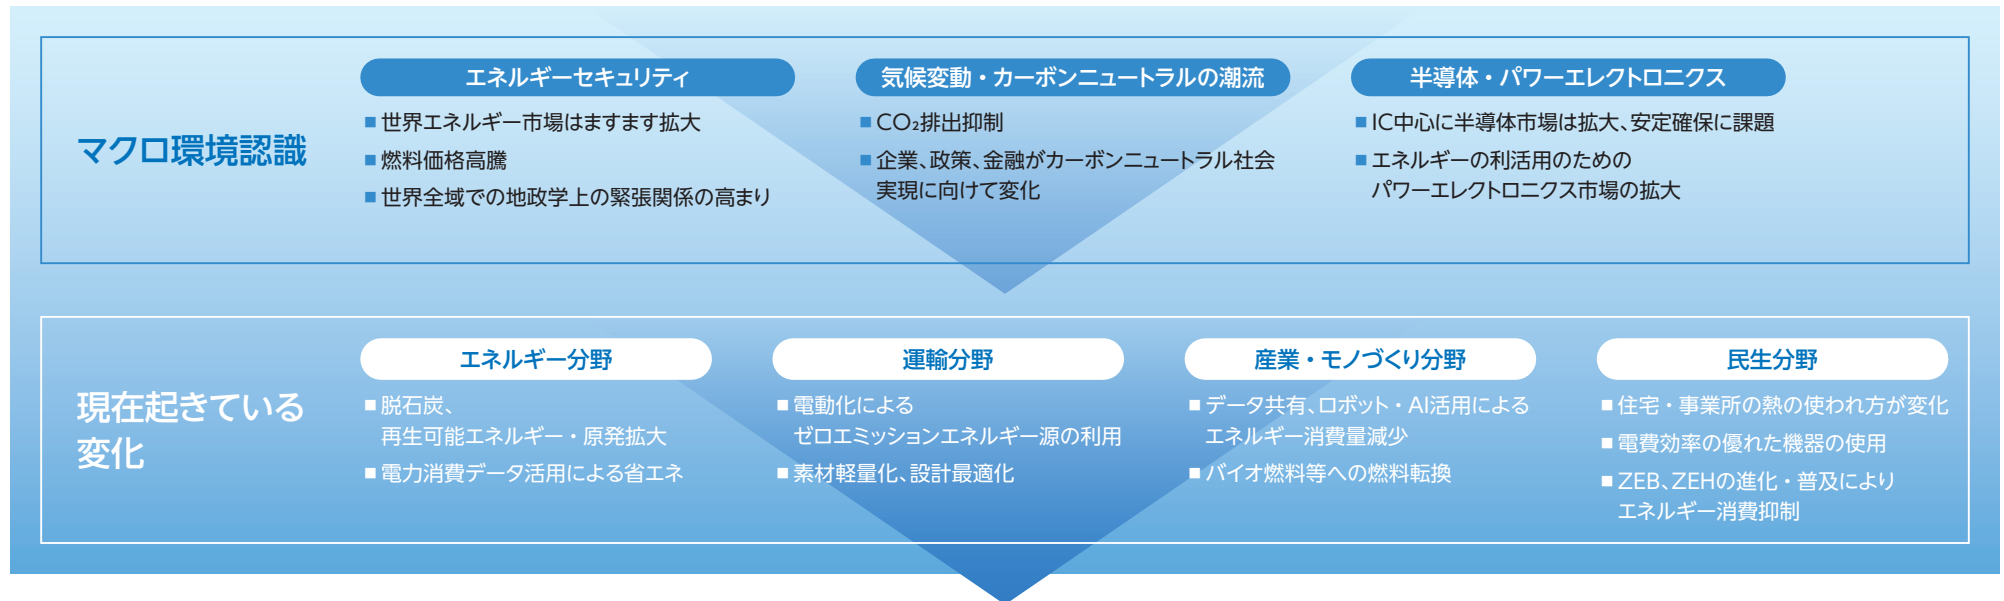 マクロ環境認識
エネルギーセキュリティ
■世界エネルギー市場はますます拡大
■燃料価格高騰
■世界全域での地政学上の緊張関係の高まり
気候変動・カーボンニュートラルの潮流
■CO₂排出抑制
■企業、政策、金融がカーボンニュートラル社会
実現に向けて変化
半導体・パワーエレクトロニクス
■IC中心に半導体市場は拡大、安定確保に課題
■エネルギーの利活用のための
パワーエレクトロニクス市場の拡大
現在起きている
変化
エネルギー分野
■脱石炭、
再生可能エネルギー・原発拡大
■電力消費データ活用による省エネ
運輸分野
■電動化による
ゼロエミッションエネルギー源の利用
■素材軽量化、設計最適化
産業・モノづくり分野
■データ共有、ロボット・AI活用による
エネルギー消費量減少
■バイオ燃料等への燃料転換
民生分野
■住宅・事業所の熱の使われ方が変化
■電費効率の優れた機器の使用
■ZEB、ZEHの進化・普及により
エネルギー消費抑制